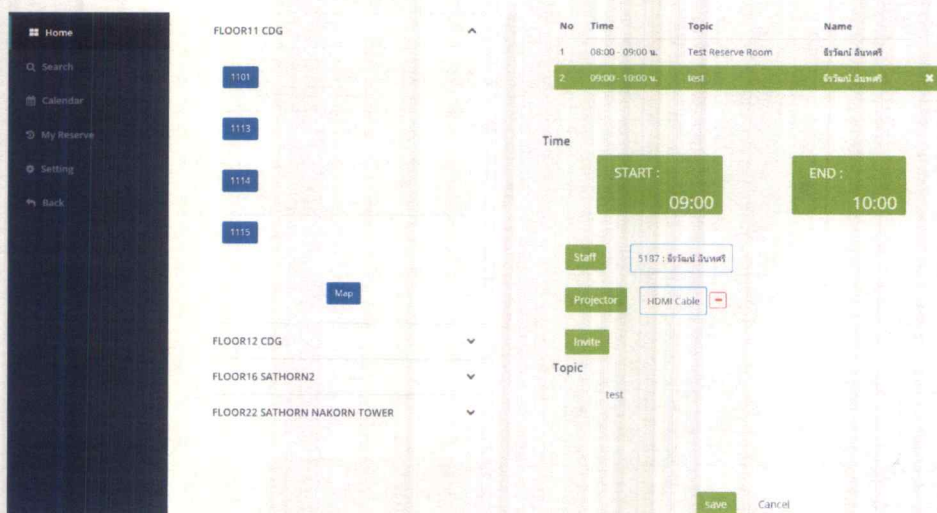 Home
Search
Calendar
My Reserve
Setting
Back
FLOOR11 CDG
1101
1113
1114
1115
Map
FLOOR12 CDG
FLOOR16 SATHORN2
FLOOR22 SATHORN NAKORN TOWER
No Time Topic Name
1 08:00 - 09:00 น. Test Reserve Room จิรวัฒน์ อินทศรี
2 09:00 - 10:00 น. test จิรวัฒน์ อินทศรี
Time
START :
09:00
END :
10:00
Staff 5187 : จิรวัฒน์ อินทศรี
Projector HDMI Cable
Invite
Topic
test
save Cancel